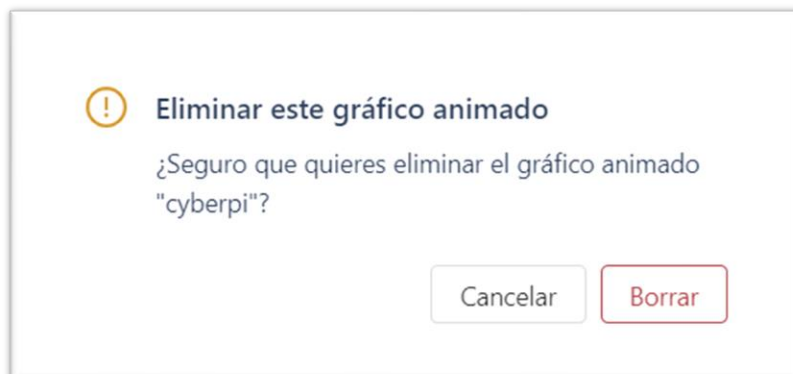 Eliminar este gráfico animado
¿Seguro que quieres eliminar el gráfico animado
"cyberpi"?
Cancelar
Borrar